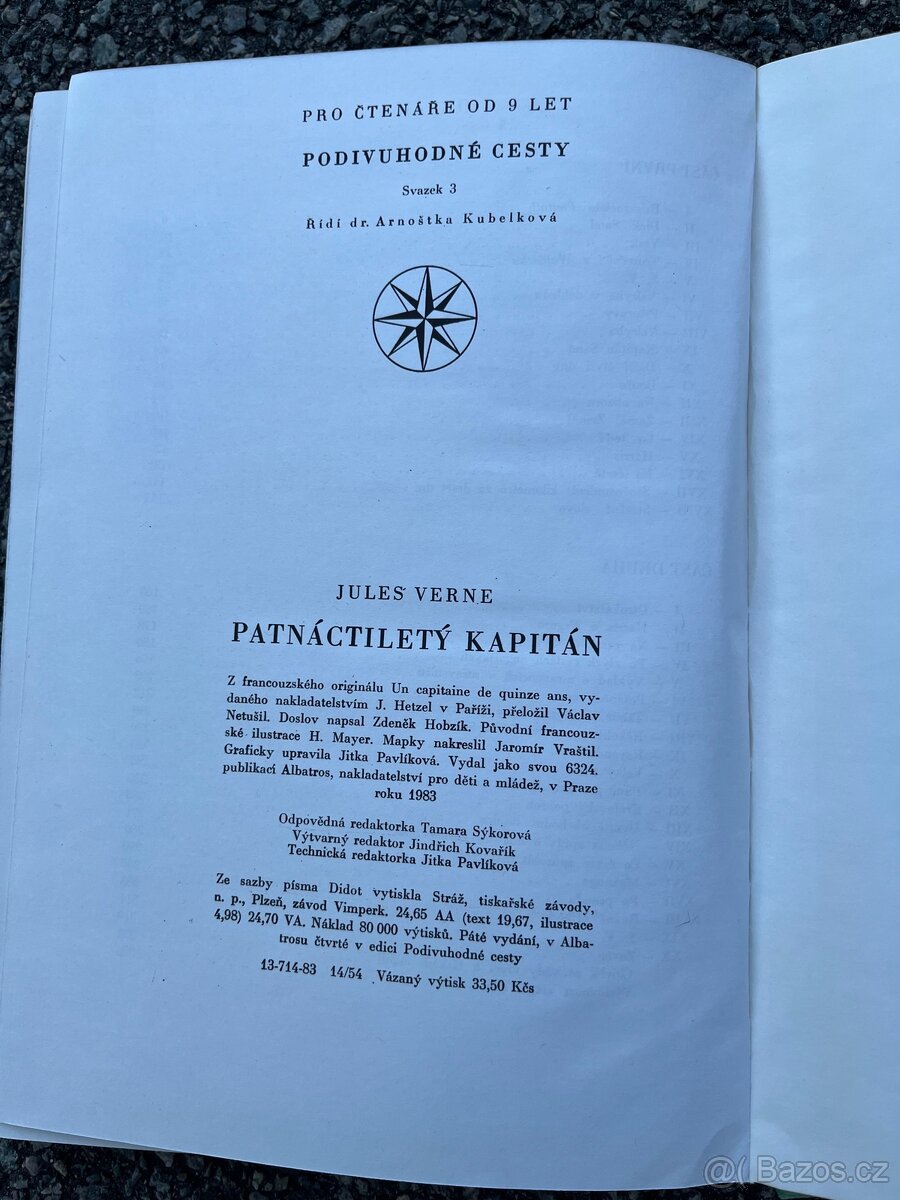 PRO ČTENÁŘE OD 9 LET
PODIVUHODNÉ CESTY
Svazek 3
Řídí dr. Arnoštka Kubelková
JULES VERNE
PATNÁCTILETÝ KAPITÁN
Z francouzského originálu Un capitaine de quinze ans, vy-
daného nakladatelstvím J. Hetzel v Paříži, přeložil Václav
Netušil. Doslov napsal Zdeněk Hobzík. Původní francouz-
ské ilustrace H. Mayer. Mapky nakreslil Jaromír Vraštil.
Graficky upravila Jitka Pavlíková. Vydal jako svou 6324.
publikaci Albatros, nakladatelství pro děti a mládež, v Praze
roku 1983
Odpovědná redaktorka Tamara Sýkorová
Výtvarný redaktor Jindřich Kovařík
Technická redaktorka Jitka Pavlíková
Ze sazby písma Didot vytiskla Stráž, tiskařské závody,
n. p., Plzeň, závod Vimperk. 24,65 AA (text 19,67, ilustrace
4,98) 24,70 VA. Náklad 80 000 výtisků. Páté vydání, v Alba-
trosu čtvrté v edici Podivuhodné cesty
13-714-83 14/54 Vázaný výtisk 33,50 Kčs
@( Bazos.cz